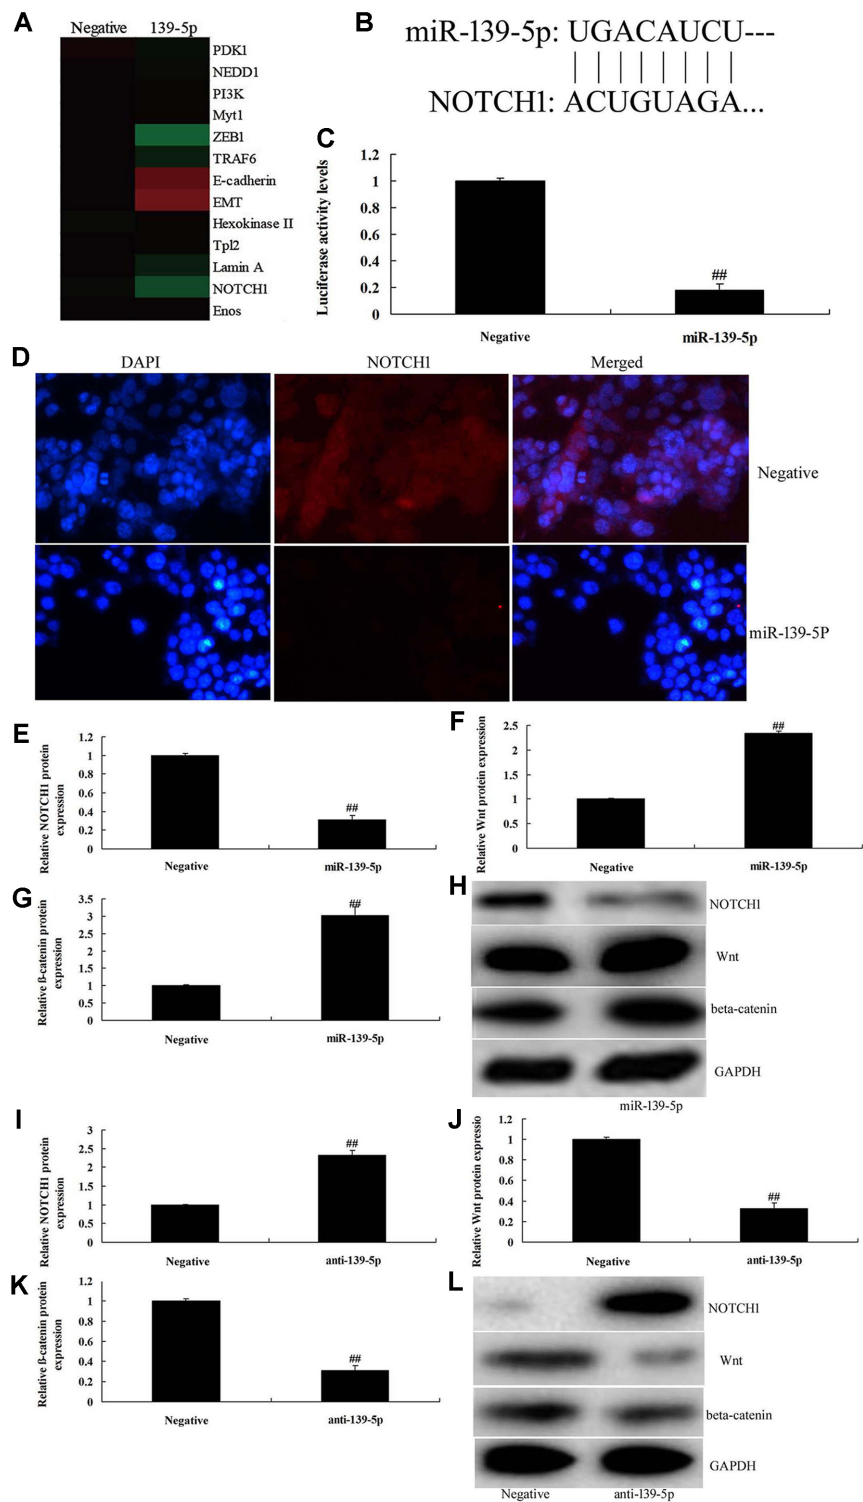 A
Negative 139-5p
PDK1
NEDD1
PI3K
Myt1
ZEB1
TRAF6
E-cadherin
EMT
Hexokinase II
Tpl2
Lamin A
NOTCH1
Enos
B
miR-139-5p: UGACAUCU---
NOTCH1: ACUGUAGA...
C
Luciferase activity levels
1.2
1
0.8
0.6
0.4
0.2
0
##
Negative miR-139-5p
D
DAPI NOTCH1 Merged
Negative
miR-139-5P
E
Relative NOTCH1 protein
expression
1.2
1
0.8
0.6
0.4
0.2
0
##
Negative miR-139-5p
F
Relative Wnt protein expression
2.5
2
1.5
1
0.5
0
##
Negative miR-139-5p
G
Relative ß-catenin protein
expression
3.5
3
2.5
2
1.5
1
0.5
0
##
Negative miR-139-5p
H
NOTCH1
Wnt
beta-catenin
GAPDH
miR-139-5p
I
Relative NOTCH1 protein
expression
3
2.5
2
1.5
1
0.5
0
##
Negative anti-139-5p
J
Relative Wnt protein expressio
1.2
1
0.8
0.6
0.4
0.2
0
##
Negative anti-139-5p
K
Relative ß-catenin protein
expression
1.2
1
0.8
0.6
0.4
0.2
0
##
Negative anti-139-5p
L
NOTCH1
Wnt
beta-catenin
GAPDH
Negative anti-139-5p